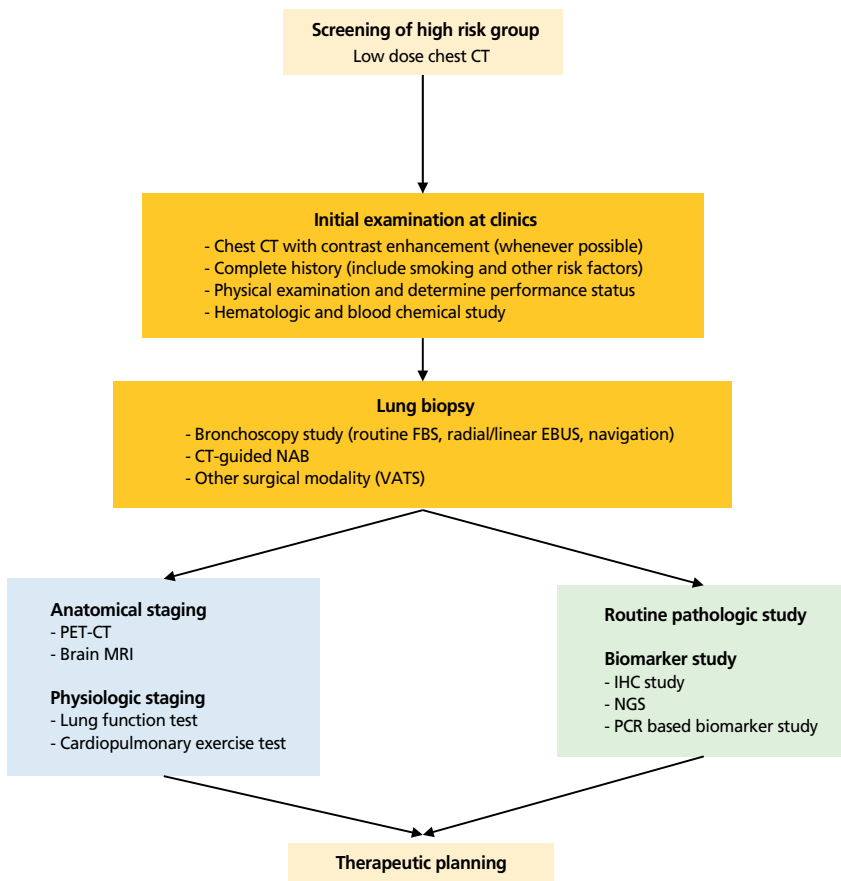 Screening of high risk group
Low dose chest CT
Initial examination at clinics
- Chest CT with contrast enhancement (whenever possible)
- Complete history (include smoking and other risk factors)
- Physical examination and determine performance status
- Hematologic and blood chemical study
Lung biopsy
- Bronchoscopy study (routine FBS, radial/linear EBUS, navigation)
- CT-guided NAB
- Other surgical modality (VATS)
Anatomical staging
- PET-CT
- Brain MRI
Physiologic staging
- Lung function test
- Cardiopulmonary exercise test
Routine pathologic study
Biomarker study
- IHC study
- NGS
- PCR based biomarker study
Therapeutic planning